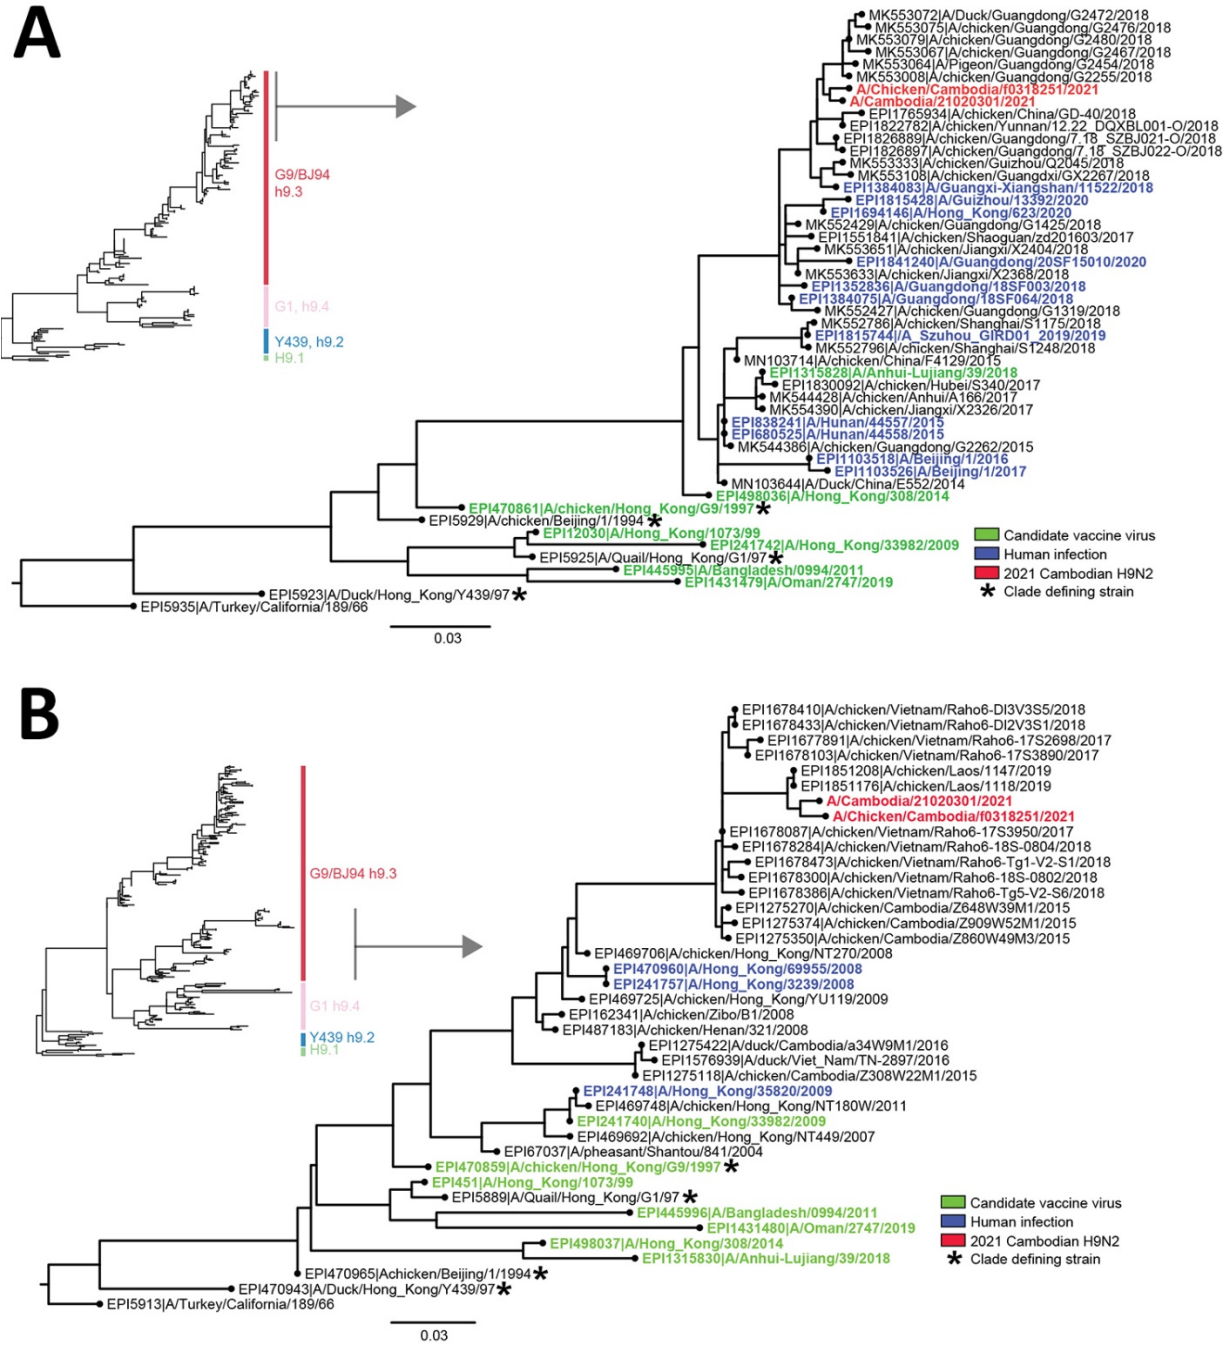 A
G9/BJ94
h9.3
G1, h9.4
Y439, h9.2
H9.1
MK553072|A/Duck/Guangdong/G2472/2018
MK553075|A/chicken/Guangdong/G2476/2018
MK553079|A/chicken/Guangdong/G2480/2018
MK553067|A/chicken/Guangdong/G2467/2018
MK553064|A/Pigeon/Guangdong/G2454/2018
MK553008|A/chicken/Guangdong/G2255/2018
A/Chicken/Cambodia/f0318251/2021
A/Cambodia/21020301/2021
EPI1765934|A/chicken/China/GD-40/2018
EPI1822782|A/chicken/Yunnan/12.22_DQXBL001-O/2018
EPI1826889|A/chicken/Guangdong/7.18_SZBJ021-O/2018
EPI1826897|A/chicken/Guangdong/7.18_SZBJ022-O/2018
MK553333|A/chicken/Guizhou/Q2045/2018
MK553108|A/chicken/Guangdxi/GX2267/2018
EPI1384083|A/Guangxi-Xiangshan/11522/2018
EPI1815428|A/Guizhou/13392/2020
EPI1694146|A/Hong_Kong/623/2020
MK552429|A/chicken/Guangdong/G1425/2018
EPI1551841|A/chicken/Shaoguan/zd201603/2017
MK553651|A/chicken/Jiangxi/X2404/2018
EPI1841240|A/Guangdong/20SF15010/2020
MK553633|A/chicken/Jiangxi/X2368/2018
EPI1352836|A/Guangdong/18SF003/2018
EPI1384075|A/Guangdong/18SF064/2018
MK552427|A/chicken/Guangdong/G1319/2018
MK552786|A/chicken/Shanghai/S1175/2018
EPI1815744|/A_Szuhou_GIRD01_2019/2019
MK552796|A/chicken/Shanghai/S1248/2018
MN103714|A/chicken/China/F4129/2015
EPI1315828|A/Anhui-Lujiang/39/2018
EPI1830092|A/chicken/Hubei/S340/2017
MK544428|A/chicken/Anhui/A166/2017
MK554390|A/chicken/Jiangxi/X2326/2017
EPI838241|A/Hunan/44557/2015
EPI680525|A/Hunan/44558/2015
MK544386|A/chicken/Guangdong/G2262/2015
EPI1103518|A/Beijing/1/2016
EPI1103526|A/Beijing/1/2017
MN103644|A/Duck/China/E552/2014
EPI498036|A/Hong_Kong/308/2014
EPI470861|A/chicken/Hong_Kong/G9/1997*
EPI5929|A/chicken/Beijing/1/1994*
EPI12030|A/Hong_Kong/1073/99
EPI241742|A/Hong_Kong/33982/2009
EPI5925|A/Quail/Hong_Kong/G1/97*
EPI445995|A/Bangladesh/0994/2011
EPI1431479|A/Oman/2747/2019
EPI5923|A/Duck/Hong_Kong/Y439/97*
EPI5935|A/Turkey/California/189/66
Candidate vaccine virus
Human infection
2021 Cambodian H9N2
* Clade defining strain
0.03
B
G9/BJ94 h9.3
G1 h9.4
Y439 h9.2
H9.1
EPI1678410|A/chicken/Vietnam/Raho6-DI3V3S5/2018
EPI1678433|A/chicken/Vietnam/Raho6-DI2V3S1/2018
EPI1677891|A/chicken/Vietnam/Raho6-17S2698/2017
EPI1678103|A/chicken/Vietnam/Raho6-17S3890/2017
EPI1851208|A/chicken/Laos/1147/2019
EPI1851176|A/chicken/Laos/1118/2019
A/Cambodia/21020301/2021
A/Chicken/Cambodia/f0318251/2021
EPI1678087|A/chicken/Vietnam/Raho6-17S3950/2017
EPI1678284|A/chicken/Vietnam/Raho6-18S-0804/2018
EPI1678473|A/chicken/Vietnam/Raho6-Tg1-V2-S1/2018
EPI1678300|A/chicken/Vietnam/Raho6-18S-0802/2018
EPI1678386|A/chicken/Vietnam/Raho6-Tg5-V2-S6/2018
EPI1275270|A/chicken/Cambodia/Z648W39M1/2015
EPI1275374|A/chicken/Cambodia/Z909W52M1/2015
EPI1275350|A/chicken/Cambodia/Z860W49M3/2015
EPI469706|A/chicken/Hong_Kong/NT270/2008
EPI470960|A/Hong_Kong/69955/2008
EPI241757|A/Hong_Kong/3239/2008
EPI469725|A/chicken/Hong_Kong/YU119/2009
EPI162341|A/chicken/Zibo/B1/2008
EPI487183|A/chicken/Henan/321/2008
EPI1275422|A/duck/Cambodia/a34W9M1/2016
EPI1576939|A/duck/Viet_Nam/TN-2897/2016
EPI1275118|A/chicken/Cambodia/Z308W22M1/2015
EPI241748|A/Hong_Kong/35820/2009
EPI469748|A/chicken/Hong_Kong/NT180W/2011
EPI241740|A/Hong_Kong/33982/2009
EPI469692|A/chicken/Hong_Kong/NT449/2007
EPI67037|A/pheasant/Shantou/841/2004
EPI470859|A/chicken/Hong_Kong/G9/1997*
EPI451|A/Hong_Kong/1073/99
EPI5889|A/Quail/Hong_Kong/G1/97*
EPI445996|A/Bangladesh/0994/2011
EPI1431480|A/Oman/2747/2019
EPI498037|A/Hong_Kong/308/2014
EPI1315830|A/Anhui-Lujiang/39/2018
EPI470965|Achicken/Beijing/1/1994*
EPI470943|A/Duck/Hong_Kong/Y439/97*
EPI5913|A/Turkey/California/189/66
Candidate vaccine virus
Human infection
2021 Cambodian H9N2
* Clade defining strain
0.03